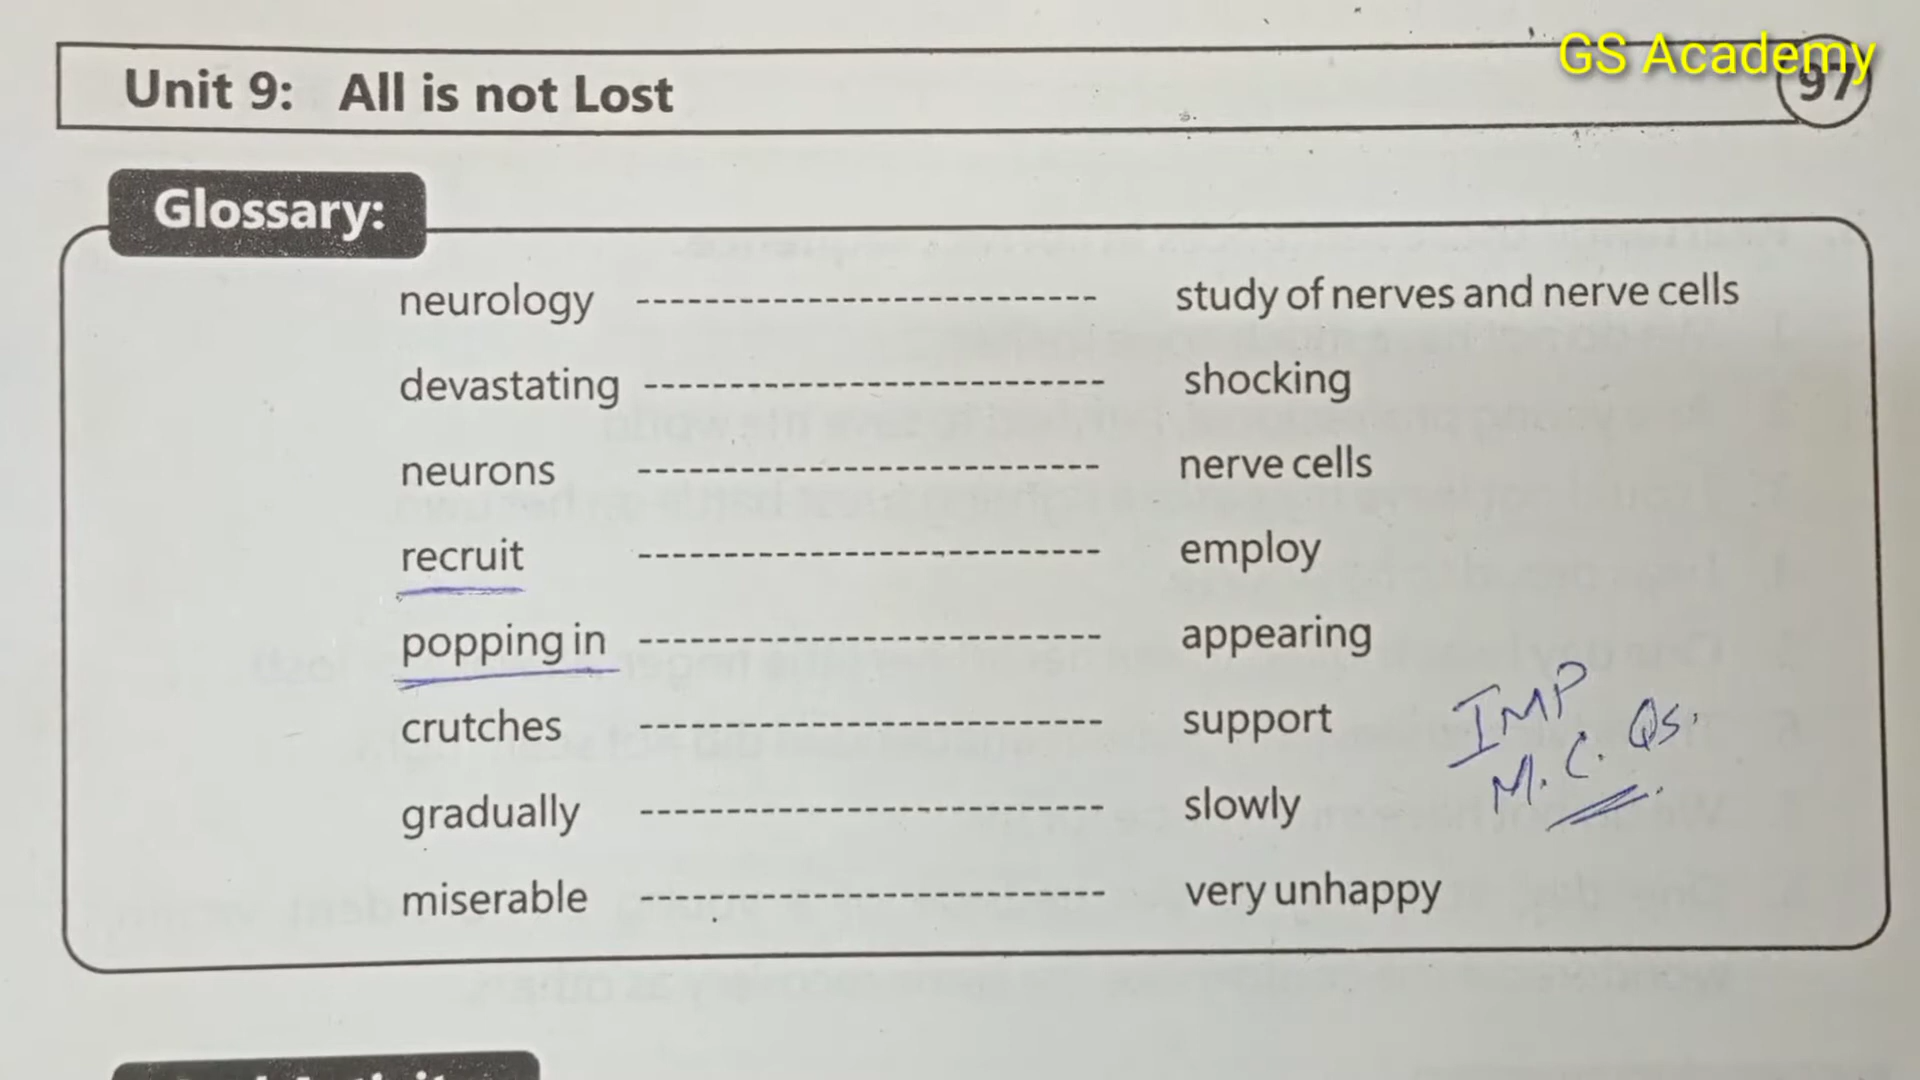 GS Academy
Unit 9: All is not Lost
97
Glossary:
neurology -------------------------- study of nerves and nerve cells
devastating -------------------------- shocking
neurons -------------------------- nerve cells
recruit -------------------------- employ
popping in -------------------------- appearing
crutches -------------------------- support
gradually -------------------------- slowly
miserable -------------------------- very unhappy
IMP
M.C.Qs.